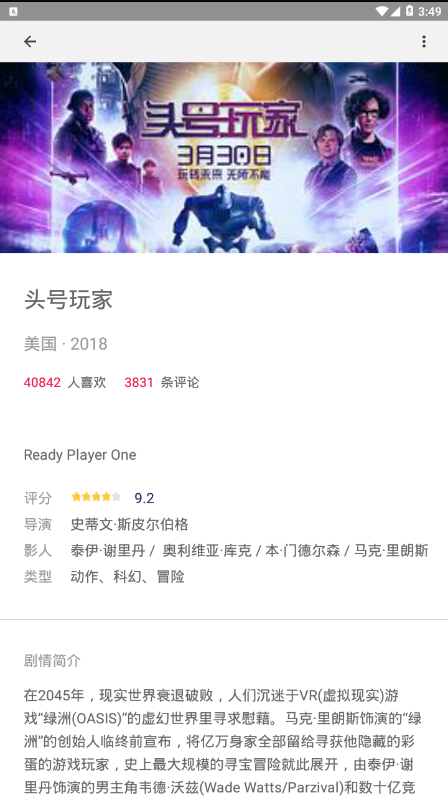 3:49
头号玩家
3月30日
玩转未来 无所不能
头号玩家
美国 · 2018
40842 人喜欢 3831 条评论
Ready Player One
评分 9.2
导演 史蒂文·斯皮尔伯格
影人 泰伊·谢里丹 / 奥利维亚·库克 / 本·门德尔森 / 马克·里朗斯
类型 动作、科幻、冒险
剧情简介
在2045年，现实世界衰退破败，人们沉迷于VR(虚拟现实)游
戏“绿洲(OASIS)”的虚幻世界里寻求慰藉。马克·里朗斯饰演的“绿
洲”的创始人临终前宣布，将亿万身家全部留给寻获他隐藏的彩
蛋的游戏玩家，史上最大规模的寻宝冒险就此展开，由泰伊·谢
里丹饰演的男主角韦德·沃兹(Wade Watts/Parzival)和数十亿竞